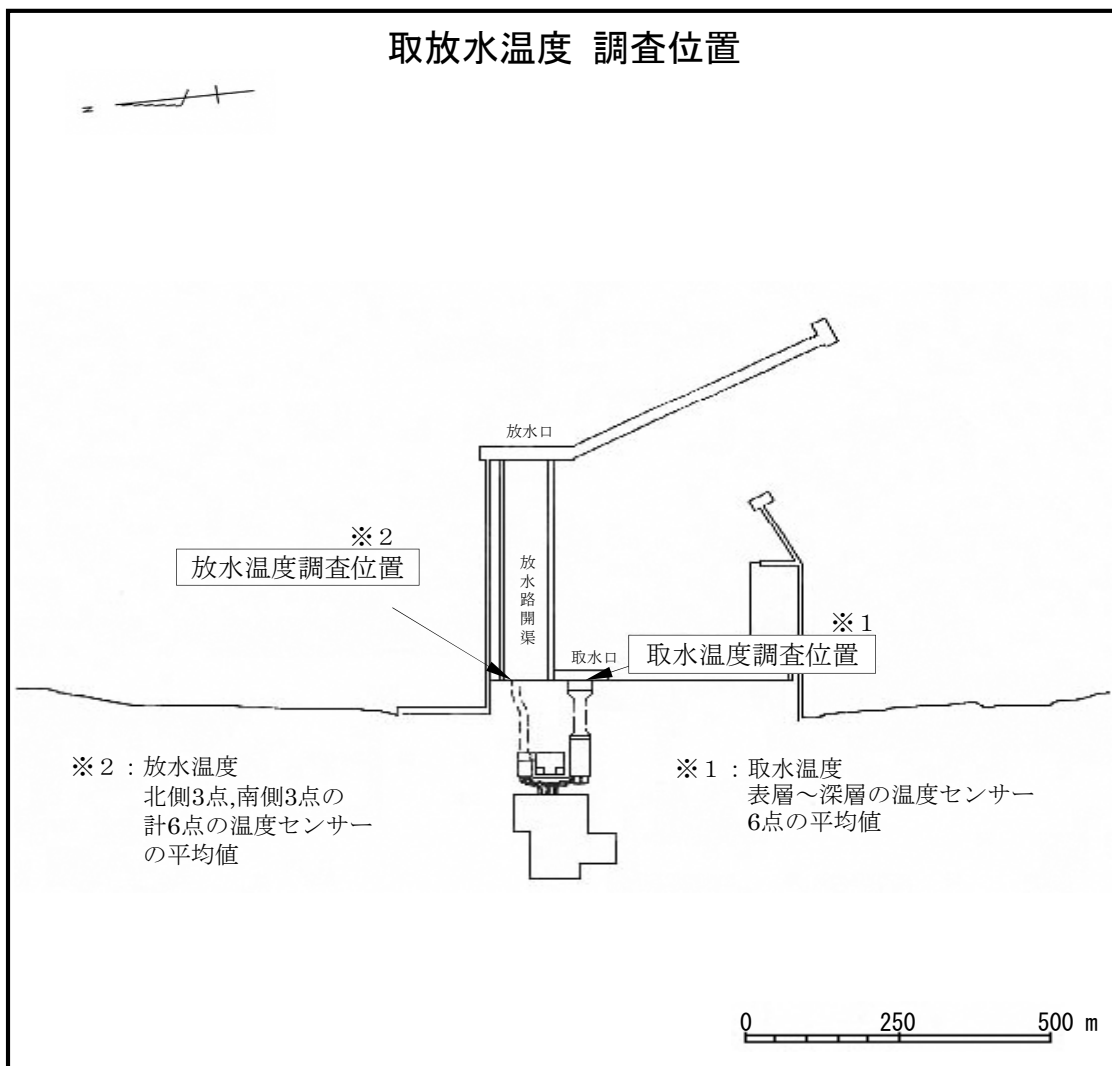 取放水温度 調査位置
N
放水口
※２
放水温度調査位置
放水路開渠
※１
取水口
取水温度調査位置
※２：放水温度
北側3点,南側3点の
計6点の温度センサー
の平均値
※１：取水温度
表層～深層の温度センサー
6点の平均値
0 250 500 m